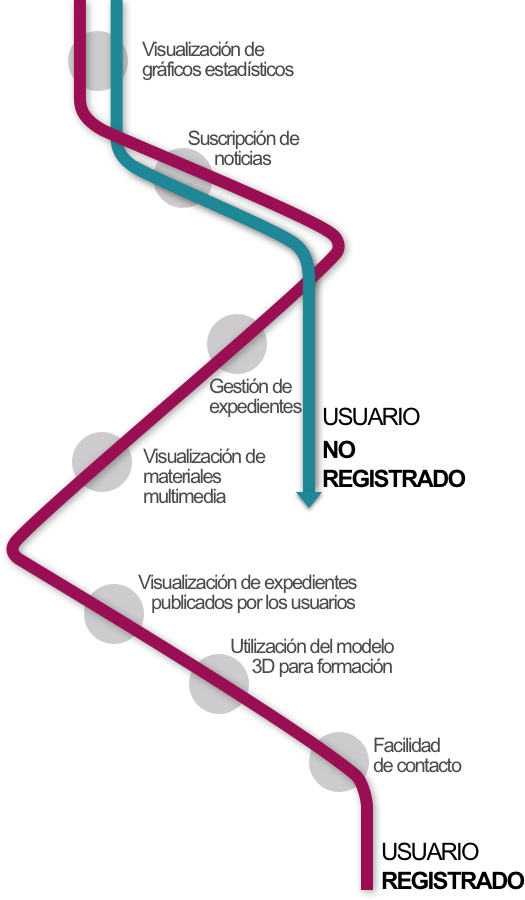 Visualización de
gráficos estadísticos
Suscripción de
noticias
Gestión de
expedientes
USUARIO
NO
REGISTRADO
Visualización de
materiales
multimedia
Visualización de expedientes
publicados por los usuarios
Utilización del modelo
3D para formación
Facilidad
de contacto
USUARIO
REGISTRADO